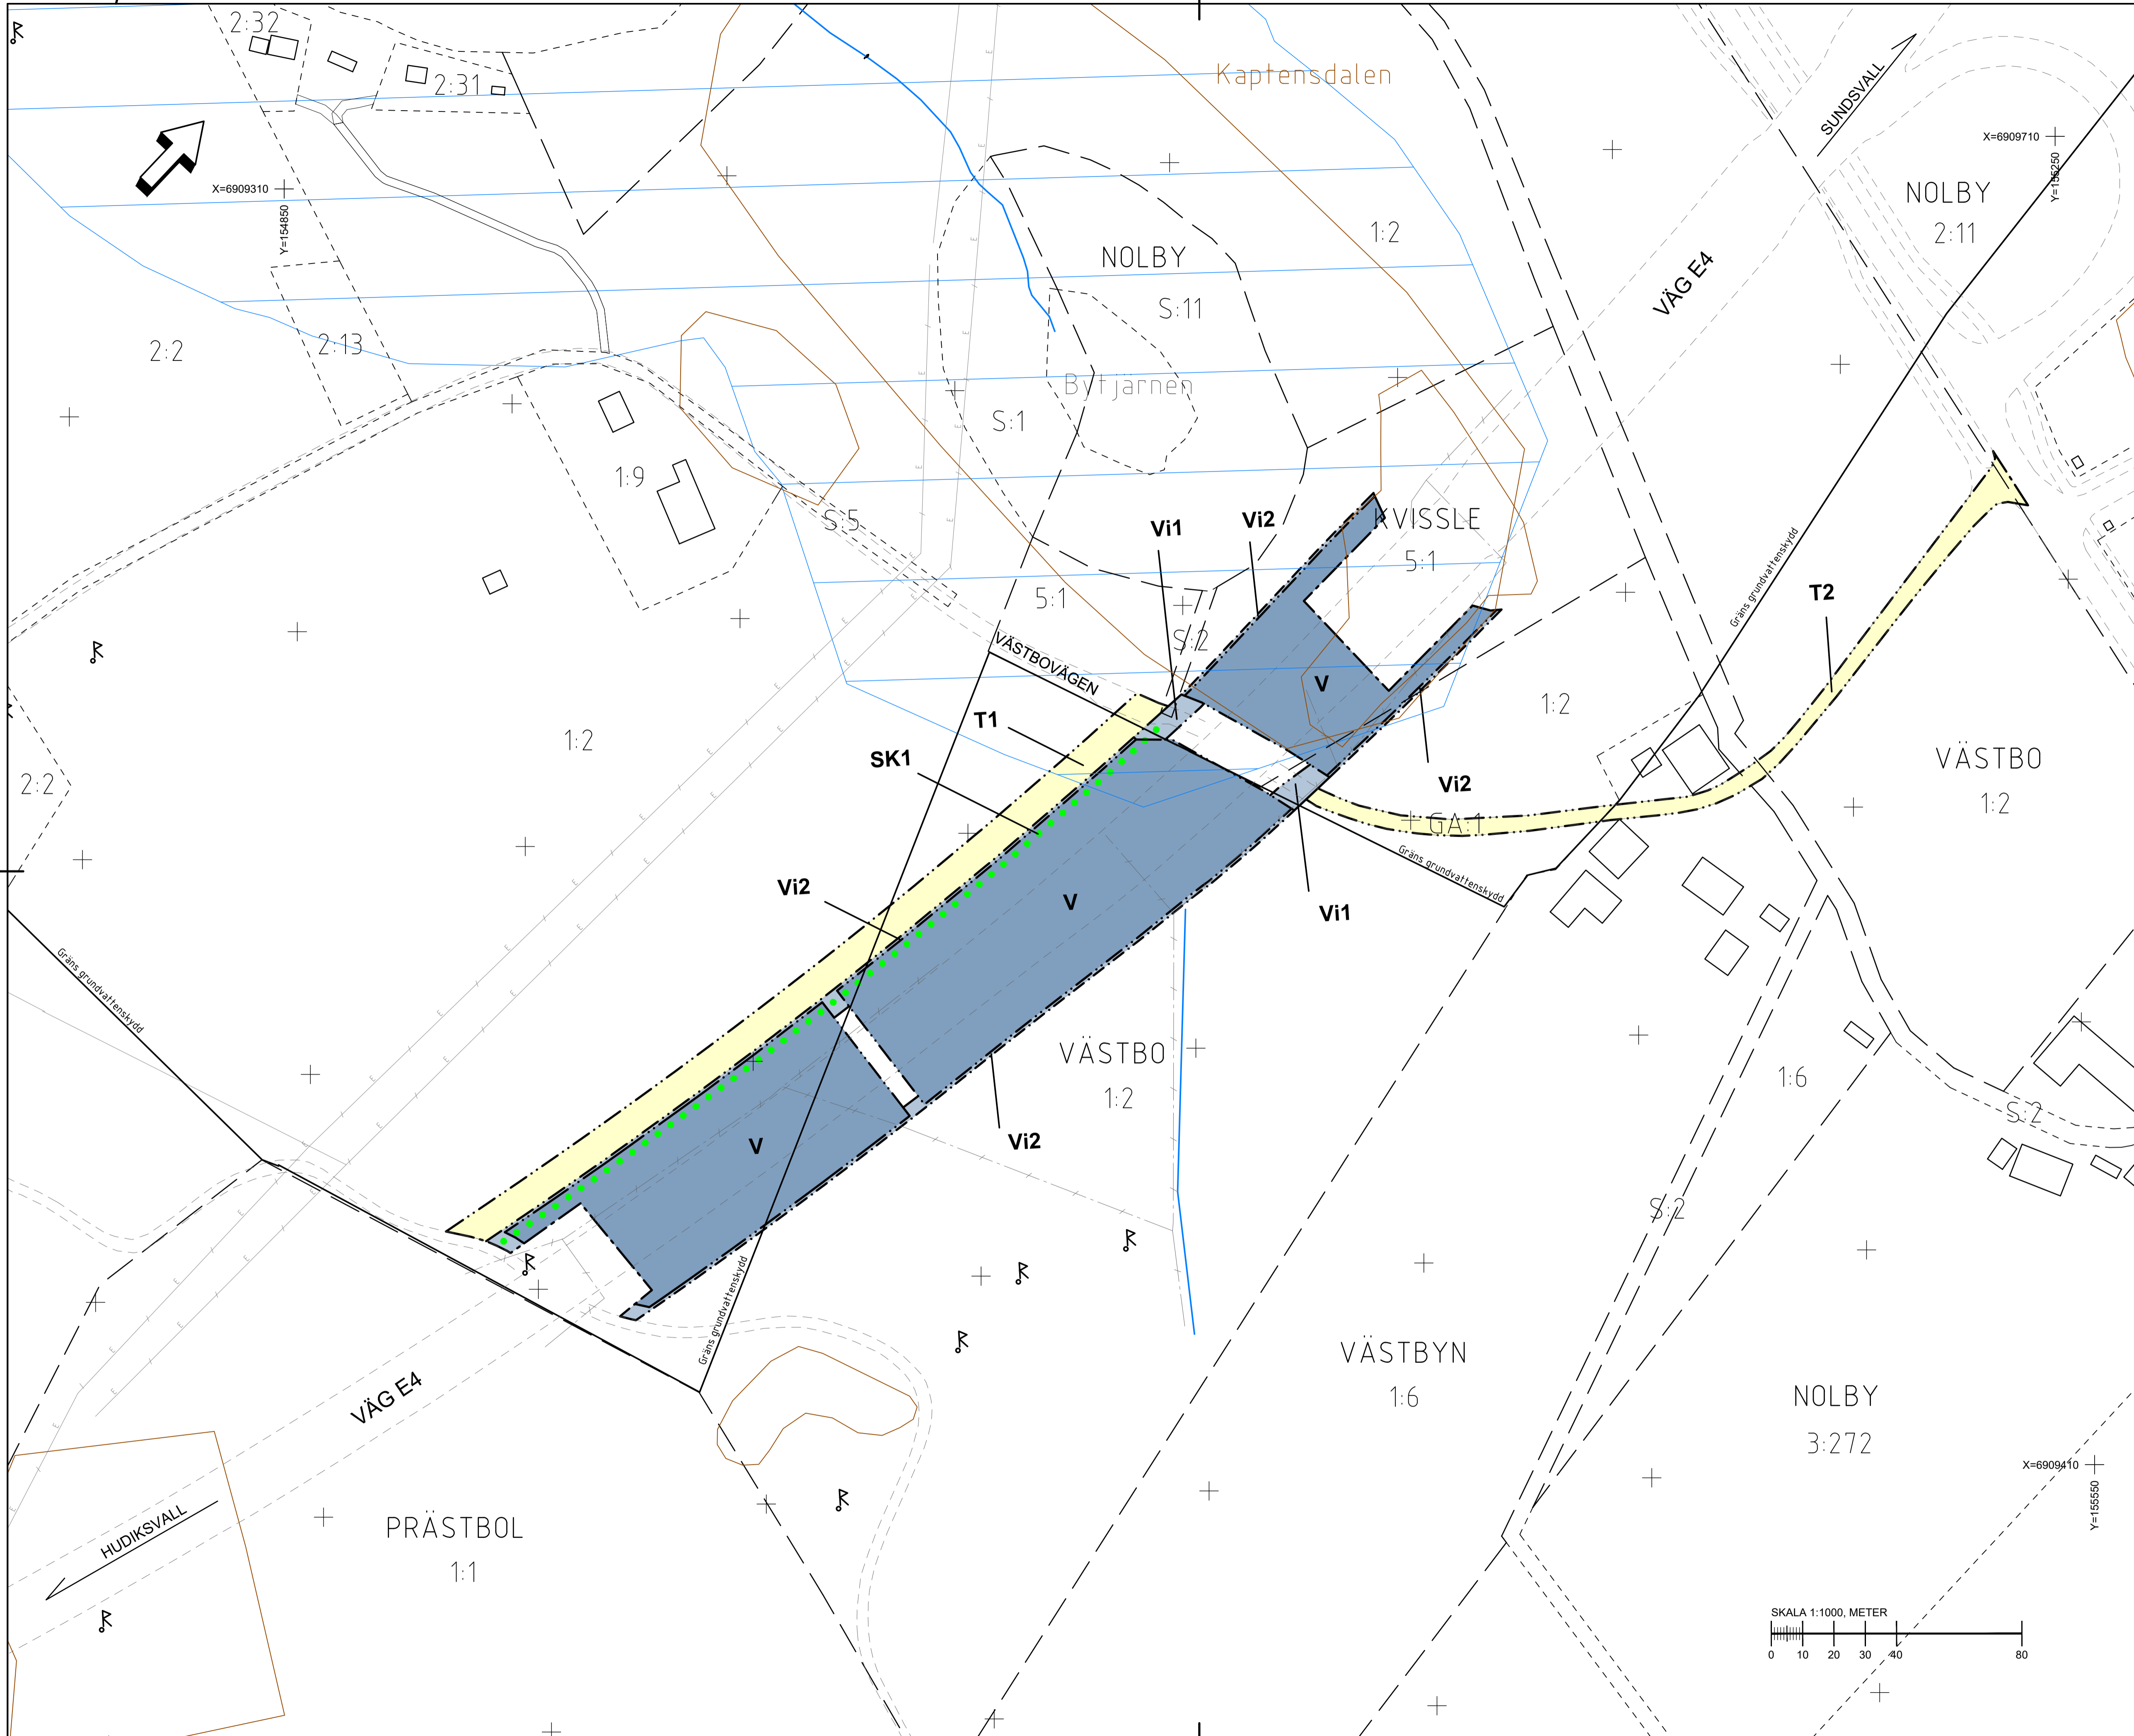 2:32
2:31
Kaptensdalen
SUNDSVALL
X=6909710
Y=155250
X=6909310
Y=154850
NOLBY
2:11
1:2
NOLBY
S:11
VÄG E4
2:2
2:13
Bytjärnen
S:1
1:9
S:5
Vi1
Vi2
KVISSLE
5:1
5:1
Gräns grundvattenskydd
T2
S:2
VÄSTBOVÄGEN
V
1:2
T1
1:2
SK1
VÄSTBO
1:2
2:2
Vi2
GA:1
Gräns grundvattenskydd
Vi2
V
Vi1
Gräns grundvattenskydd
VÄSTBO
1:2
1:6
S:2
V
Vi2
S:2
Gräns grundvattenskydd
VÄSTBYN
1:6
VÄG E4
NOLBY
3:272
X=6909410
Y=155550
HUDIKSVALL
PRÄSTBOL
1:1
SKALA 1:1000, METER
0 10 20 30 40 80